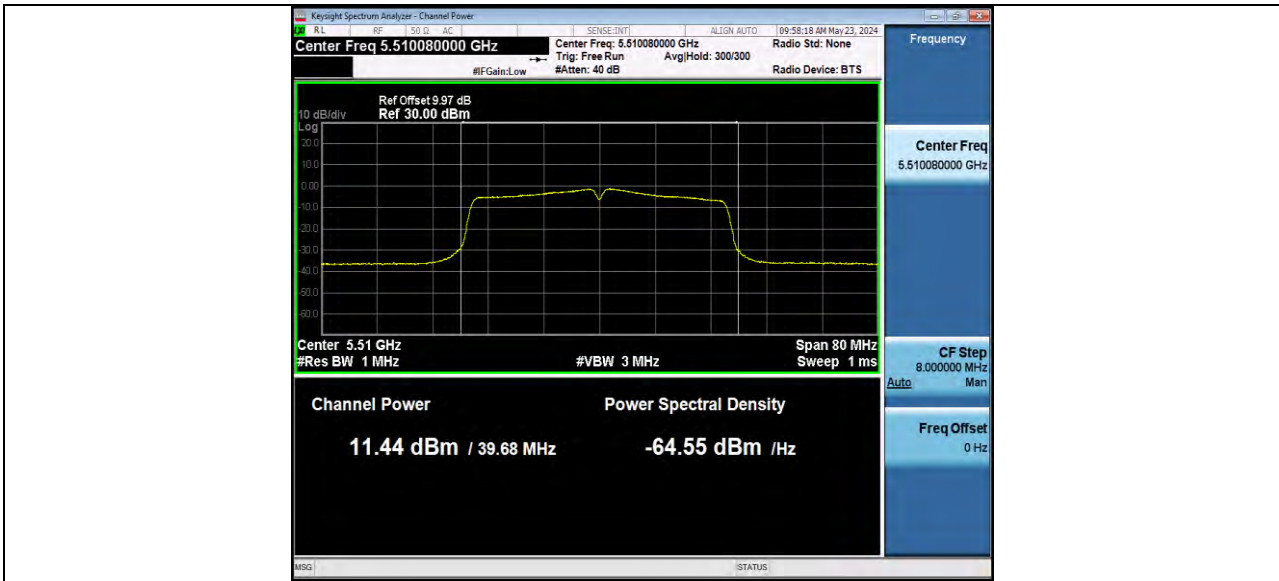 Keysight Spectrum Analyzer - Channel Power
RL RF 50 Ω AC SENSE:INT ALIGN AUTO 09:58:18 AM May 23, 2024
Center Freq 5.510080000 GHz
Center Freq: 5.510080000 GHz Radio Std: None
Trig: Free Run Avg|Hold: 300/300
#IFGain:Low #Atten: 40 dB Radio Device: BTS
Ref Offset 9.97 dB
10 dB/div Ref 30.00 dBm
Log
20.0
10.0
0.00
-10.0
-20.0
-30.0
-40.0
-50.0
-60.0
Center 5.51 GHz Span 80 MHz
#Res BW 1 MHz #VBW 3 MHz Sweep 1 ms
Channel Power Power Spectral Density
11.44 dBm / 39.68 MHz -64.55 dBm /Hz
Frequency
Center Freq
5.510080000 GHz
CF Step
8.000000 MHz
Auto Man
Freq Offset
0 Hz
MSG STATUS